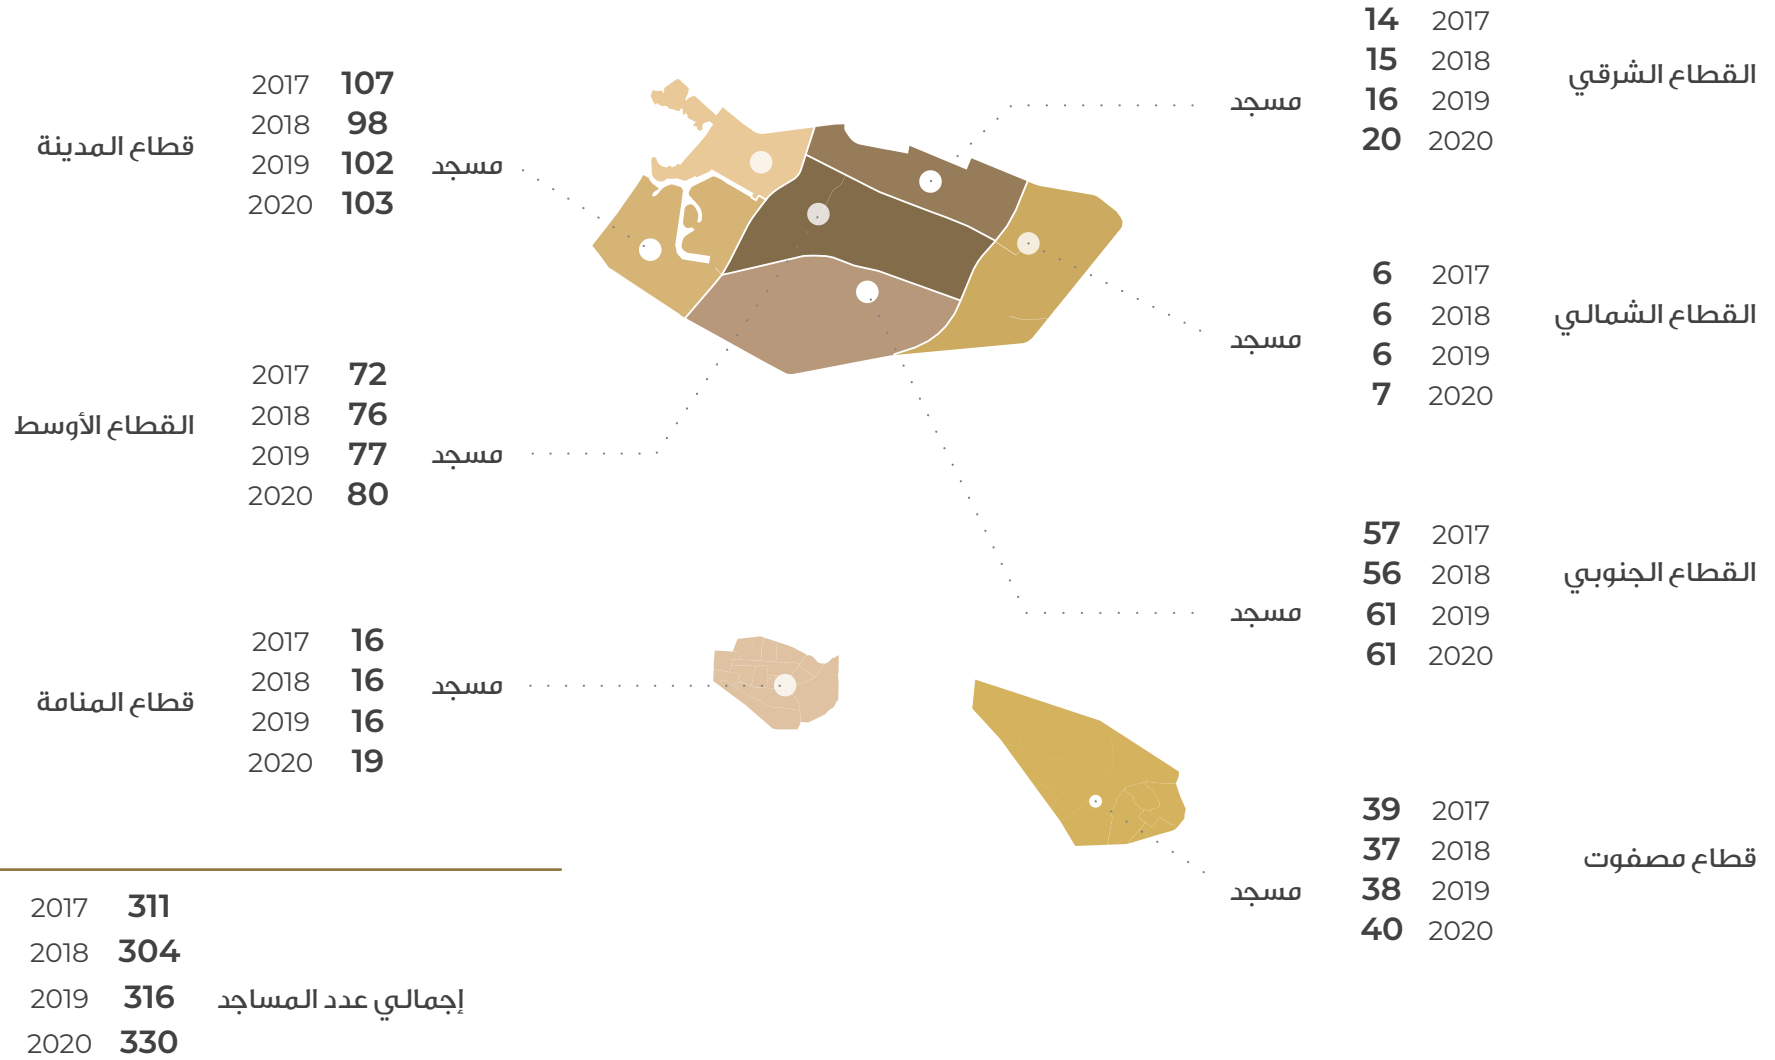 القطاع الشرقي
مسجد
14 2017
15 2018
16 2019
20 2020
القطاع الشمالي
مسجد
6 2017
6 2018
6 2019
7 2020
القطاع الجنوبي
مسجد
57 2017
56 2018
61 2019
61 2020
قطاع مصفوت
مسجد
39 2017
37 2018
38 2019
40 2020
قطاع المدينة
مسجد
2017 107
2018 98
2019 102
2020 103
القطاع الأوسط
مسجد
2017 72
2018 76
2019 77
2020 80
قطاع المنامة
مسجد
2017 16
2018 16
2019 16
2020 19
إجمالي عدد المساجد
2017 311
2018 304
2019 316
2020 330